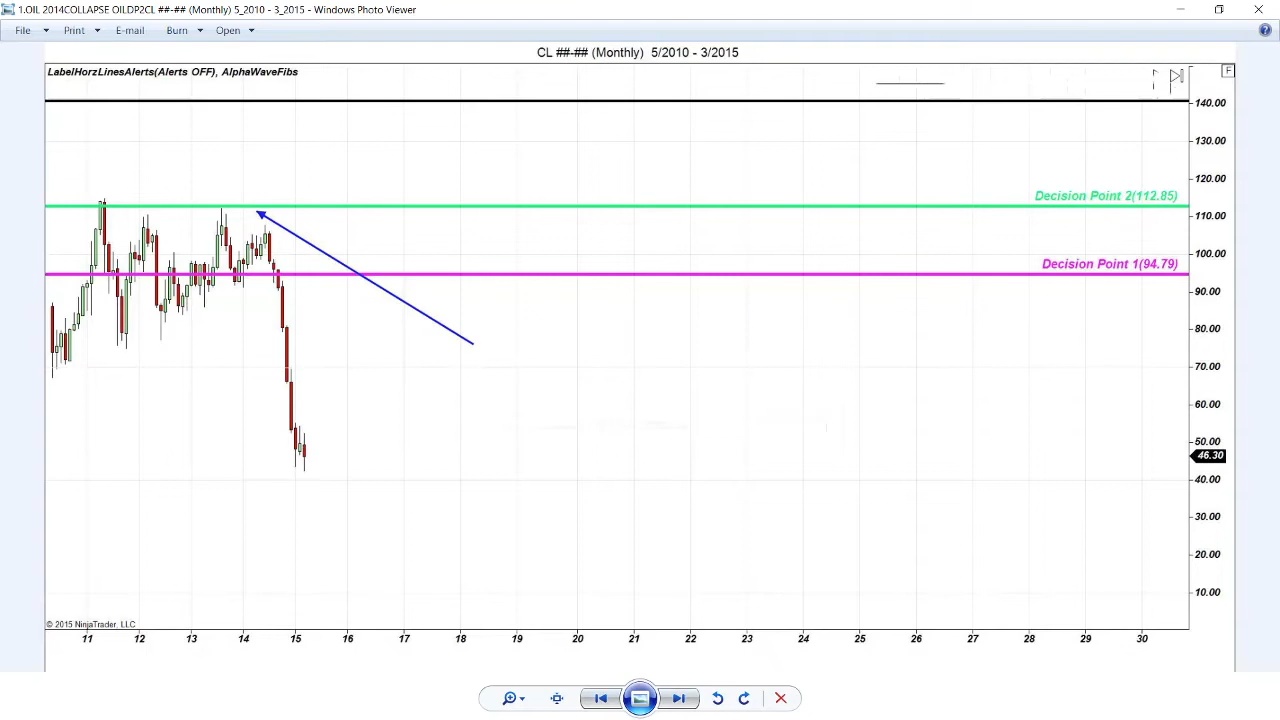 1.OIL 2014COLLAPSE OILDP2CL ##-## (Monthly) 5_2010 - 3_2015 - Windows Photo Viewer
File Print E-mail Burn Open
CL ##-## (Monthly) 5/2010 - 3/2015
LabelHorzLinesAlerts(Alerts OFF), AlphaWaveFibs
F
140.00
130.00
120.00
Decision Point 2(112.85)
110.00
100.00
Decision Point 1(94.79)
90.00
80.00
70.00
60.00
50.00
46.30
40.00
30.00
20.00
10.00
© 2015 NinjaTrader, LLC
11 12 13 14 15 16 17 18 19 20 21 22 23 24 25 26 27 28 29 30